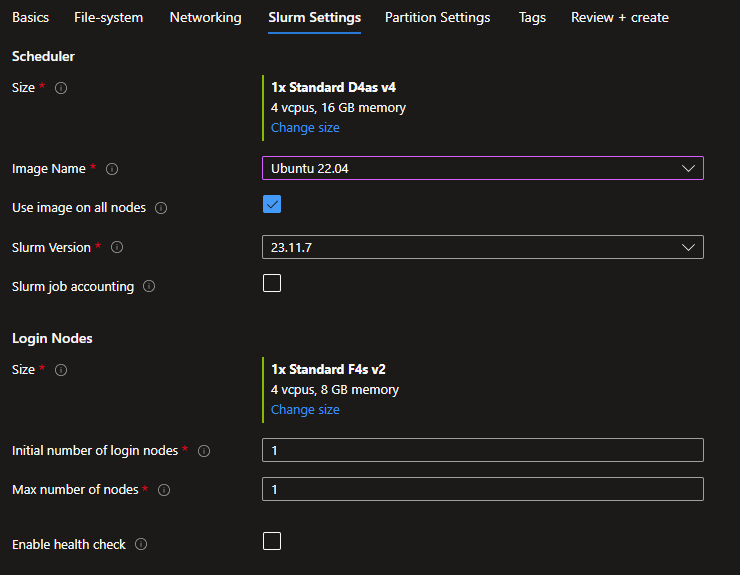 Basics File-system Networking Slurm Settings Partition Settings Tags Review + create
Scheduler
Size *
1x Standard D4as v4
4 vcpus, 16 GB memory
Change size
Image Name *
Ubuntu 22.04
Use image on all nodes
Slurm Version *
23.11.7
Slurm job accounting
Login Nodes
Size *
1x Standard F4s v2
4 vcpus, 8 GB memory
Change size
Initial number of login nodes *
1
Max number of nodes *
1
Enable health check